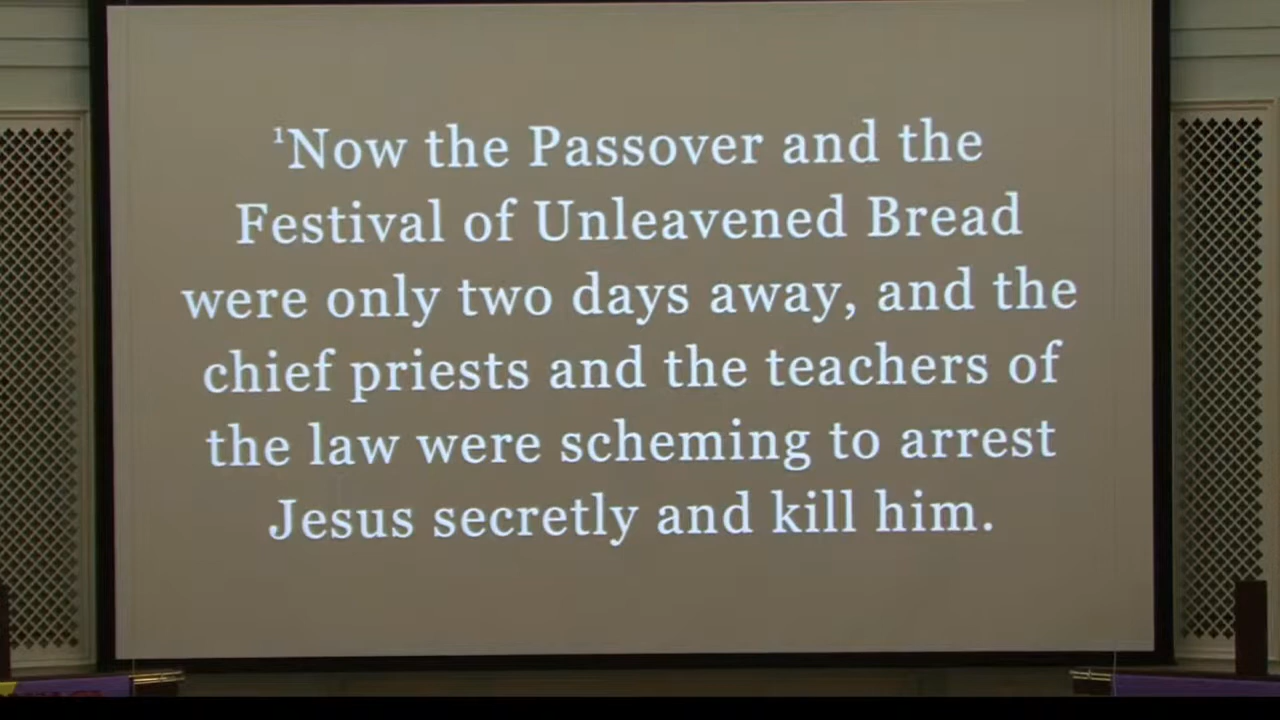 ¹Now the Passover and the
Festival of Unleavened Bread
were only two days away, and the
chief priests and the teachers of
the law were scheming to arrest
Jesus secretly and kill him.